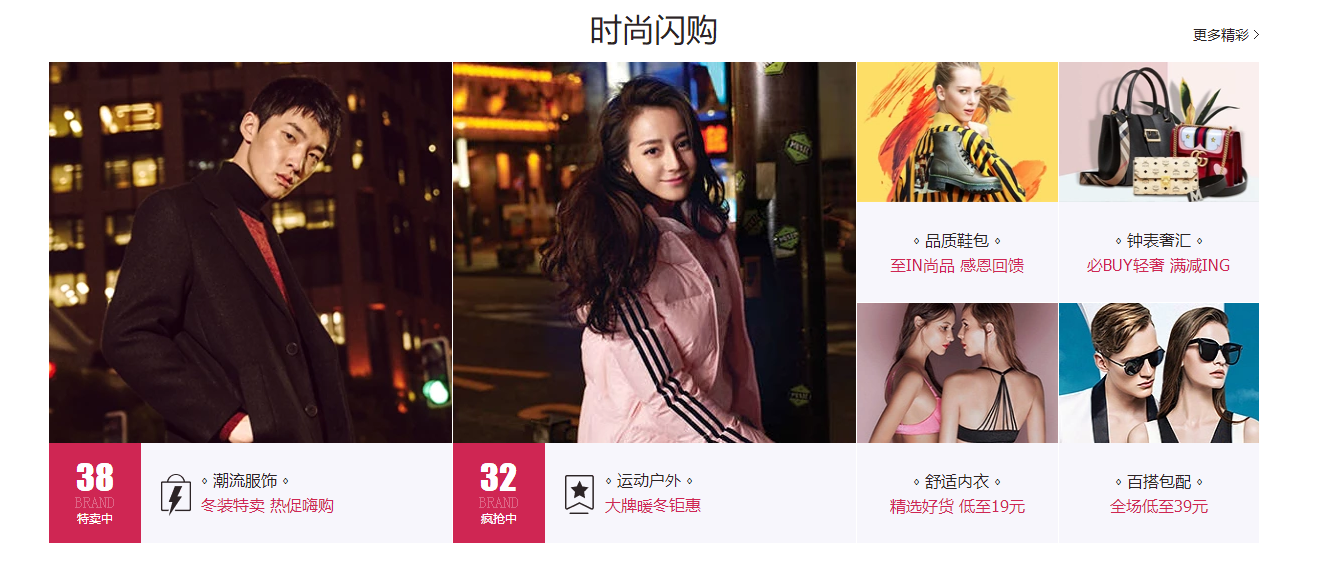 时尚闪购
更多精彩 >
品质鞋包
至IN尚品 感恩回馈
钟表奢汇
必BUY轻奢 满减ING
38
BRAND
特卖中
潮流服饰
冬装特卖 热促嗨购
32
BRAND
疯抢中
运动户外
大牌暖冬钜惠
舒适内衣
精选好货 低至19元
百搭包配
全场低至39元